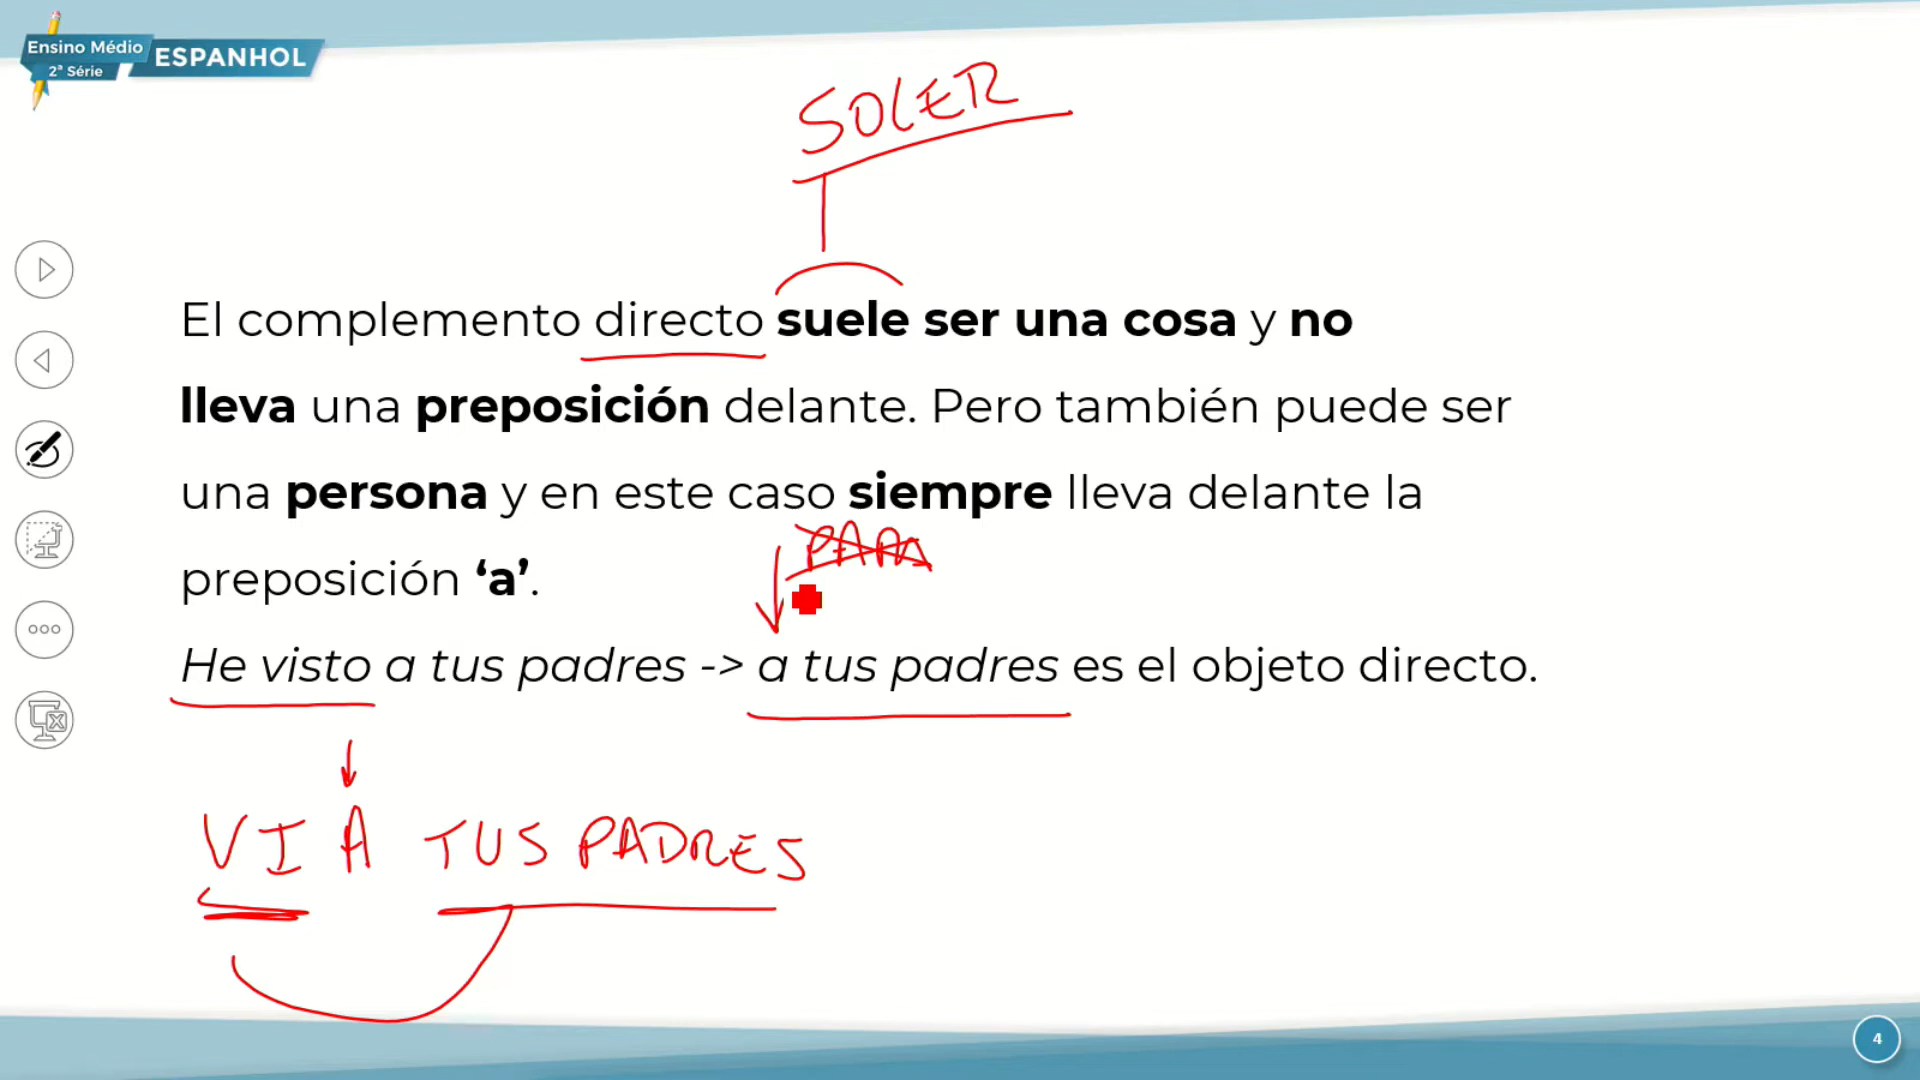 Ensino Médio
2ª Série
ESPANHOL
SOLER
El complemento directo suele ser una cosa y no
lleva una preposición delante. Pero también puede ser
una persona y en este caso siempre lleva delante la
PARA
preposición ‘a’.
He visto a tus padres -> a tus padres es el objeto directo.
VI A TUS PADRES
4